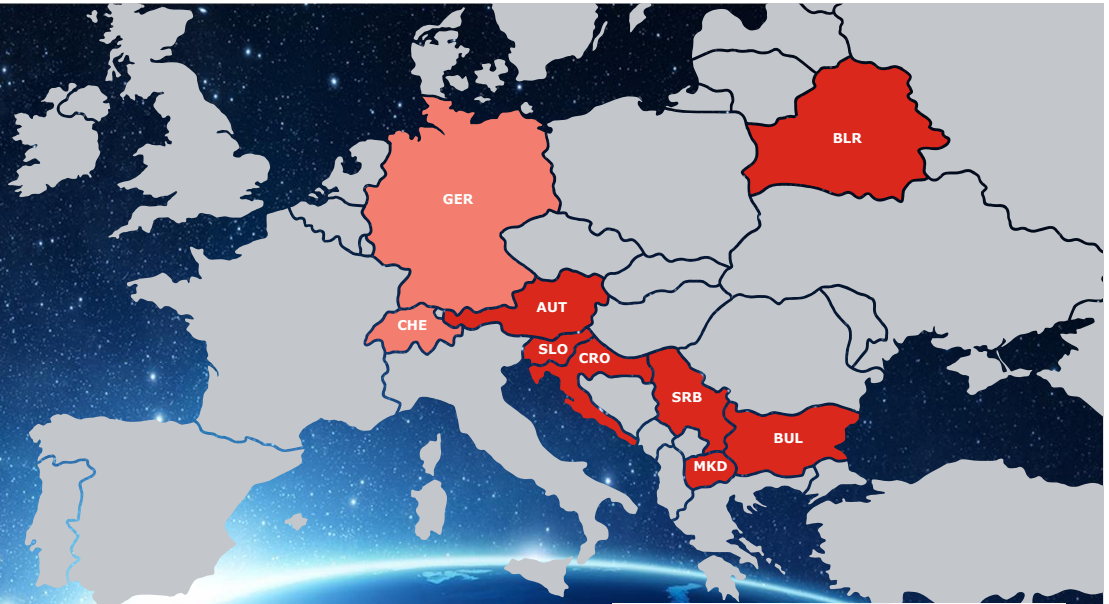 BLR
GER
AUT
CHE
SLO
CRO
SRB
BUL
MKD